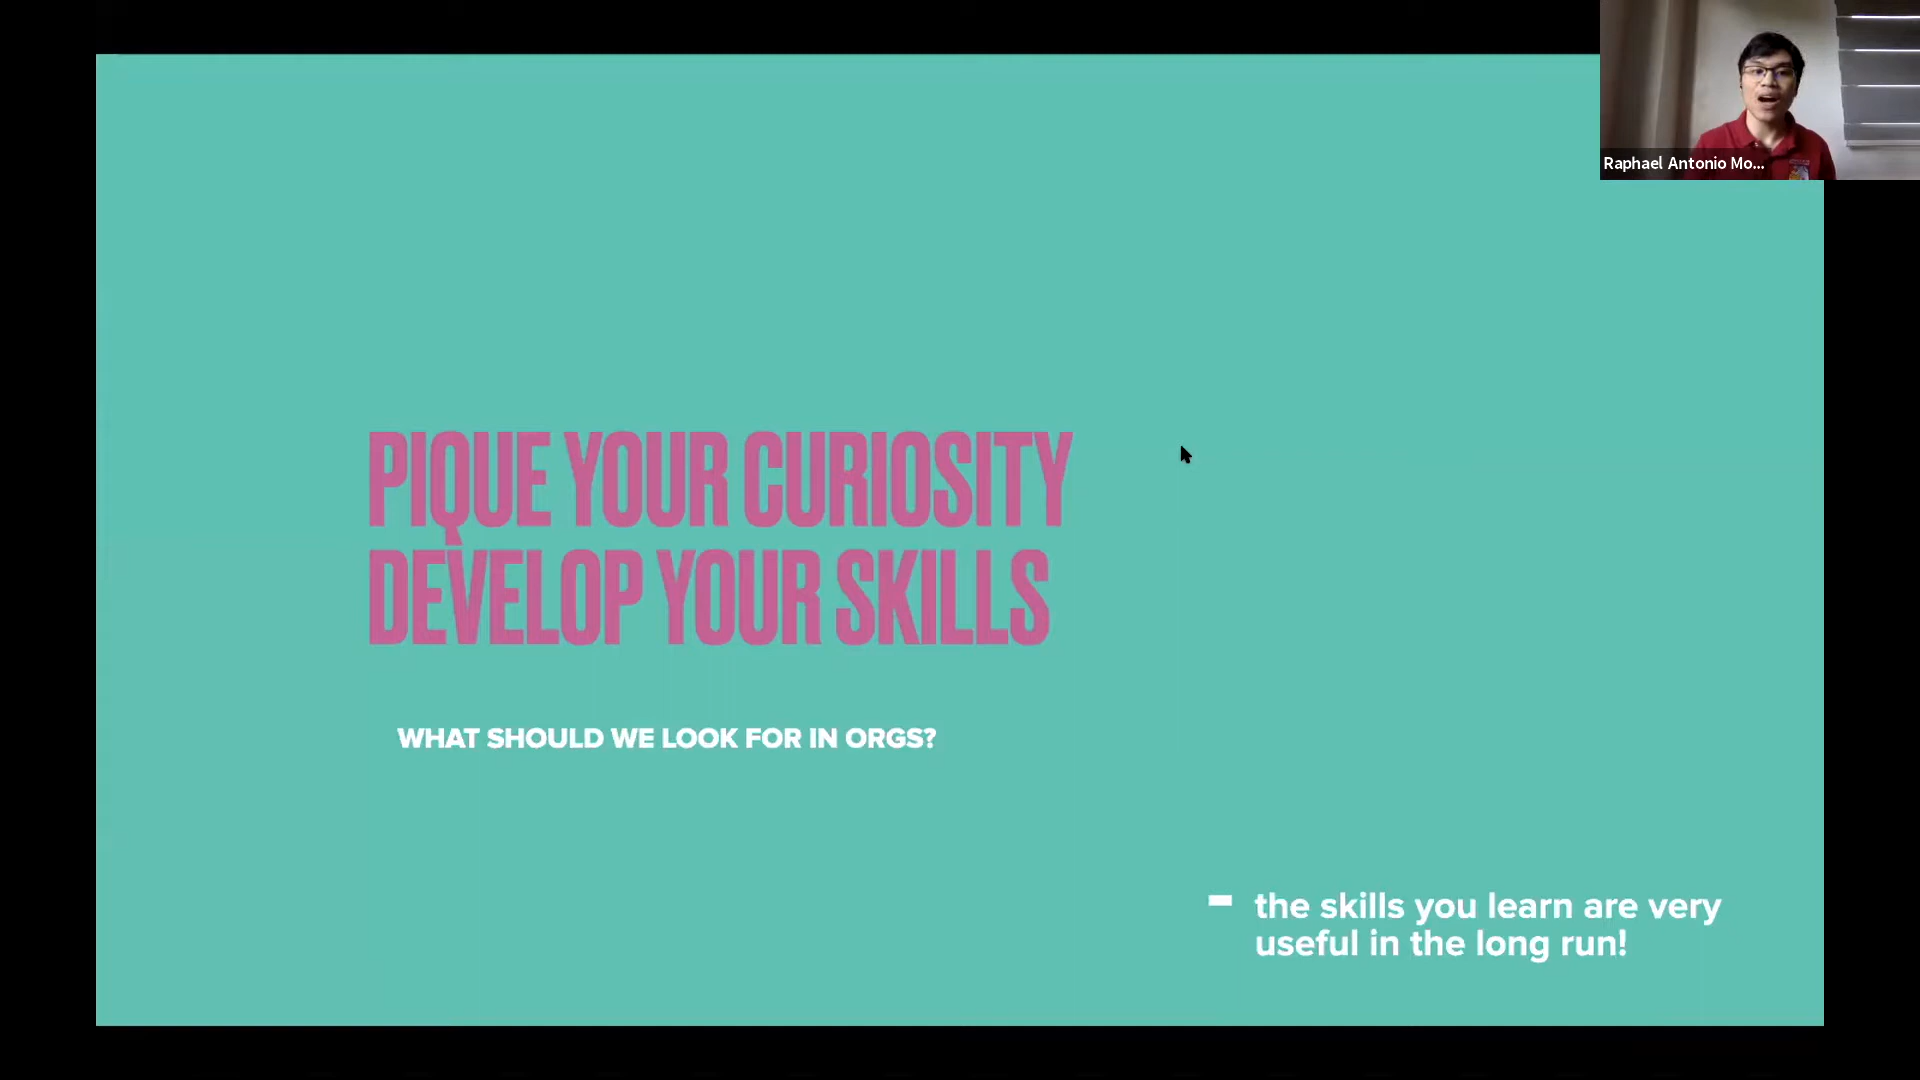 Raphael Antonio Mo...
PIQUE YOUR CURIOSITY
DEVELOP YOUR SKILLS
WHAT SHOULD WE LOOK FOR IN ORGS?
- the skills you learn are very
useful in the long run!